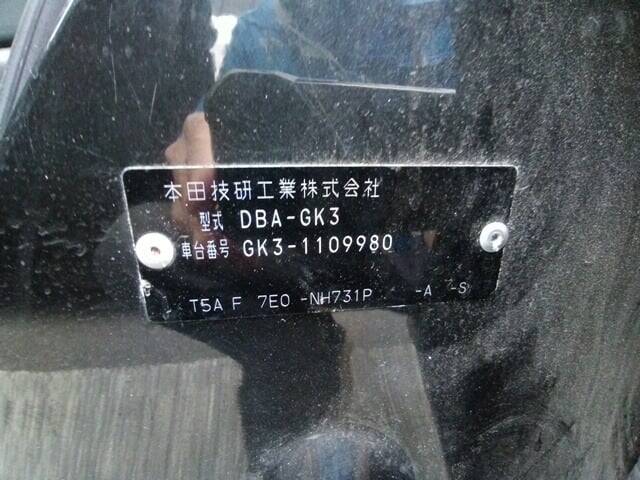 本田技研工業株式会社
型式 DBA-GK3
車台番号 GK3-1109980
T5A F 7E0 -NH731P -A -S